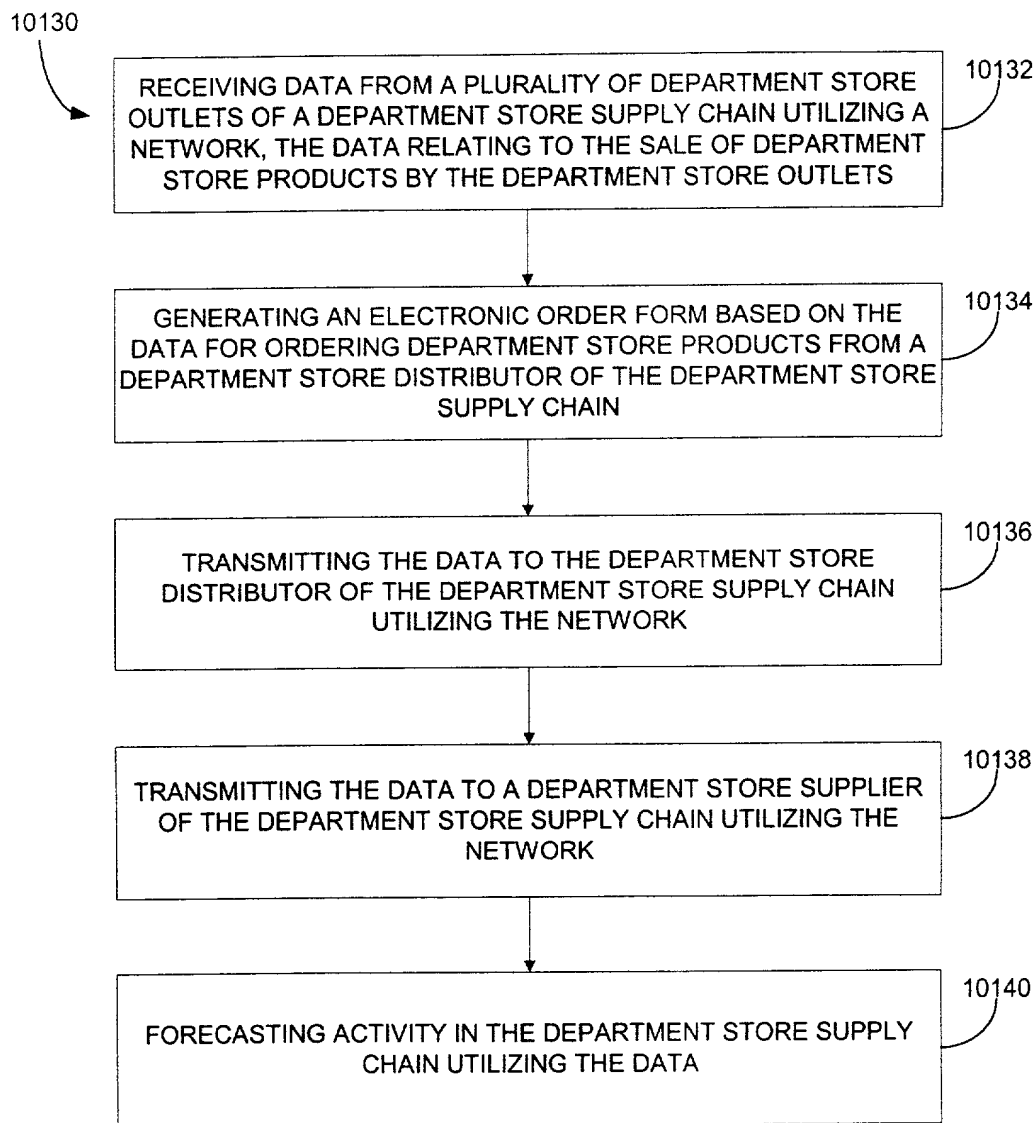 10130
10132
RECEIVING DATA FROM A PLURALITY OF DEPARTMENT STORE
OUTLETS OF A DEPARTMENT STORE SUPPLY CHAIN UTILIZING A
NETWORK, THE DATA RELATING TO THE SALE OF DEPARTMENT
STORE PRODUCTS BY THE DEPARTMENT STORE OUTLETS
10134
GENERATING AN ELECTRONIC ORDER FORM BASED ON THE
DATA FOR ORDERING DEPARTMENT STORE PRODUCTS FROM A
DEPARTMENT STORE DISTRIBUTOR OF THE DEPARTMENT STORE
SUPPLY CHAIN
10136
TRANSMITTING THE DATA TO THE DEPARTMENT STORE
DISTRIBUTOR OF THE DEPARTMENT STORE SUPPLY CHAIN
UTILIZING THE NETWORK
10138
TRANSMITTING THE DATA TO A DEPARTMENT STORE SUPPLIER
OF THE DEPARTMENT STORE SUPPLY CHAIN UTILIZING THE
NETWORK
10140
FORECASTING ACTIVITY IN THE DEPARTMENT STORE SUPPLY
CHAIN UTILIZING THE DATA